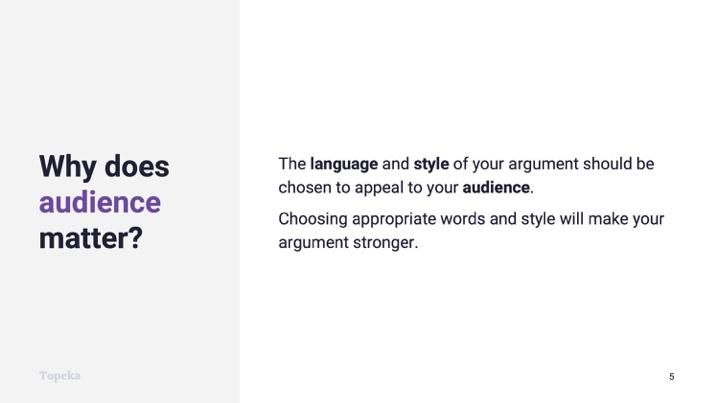 Why does
audience
matter?
The language and style of your argument should be
chosen to appeal to your audience.
Choosing appropriate words and style will make your
argument stronger.
Topeka
5